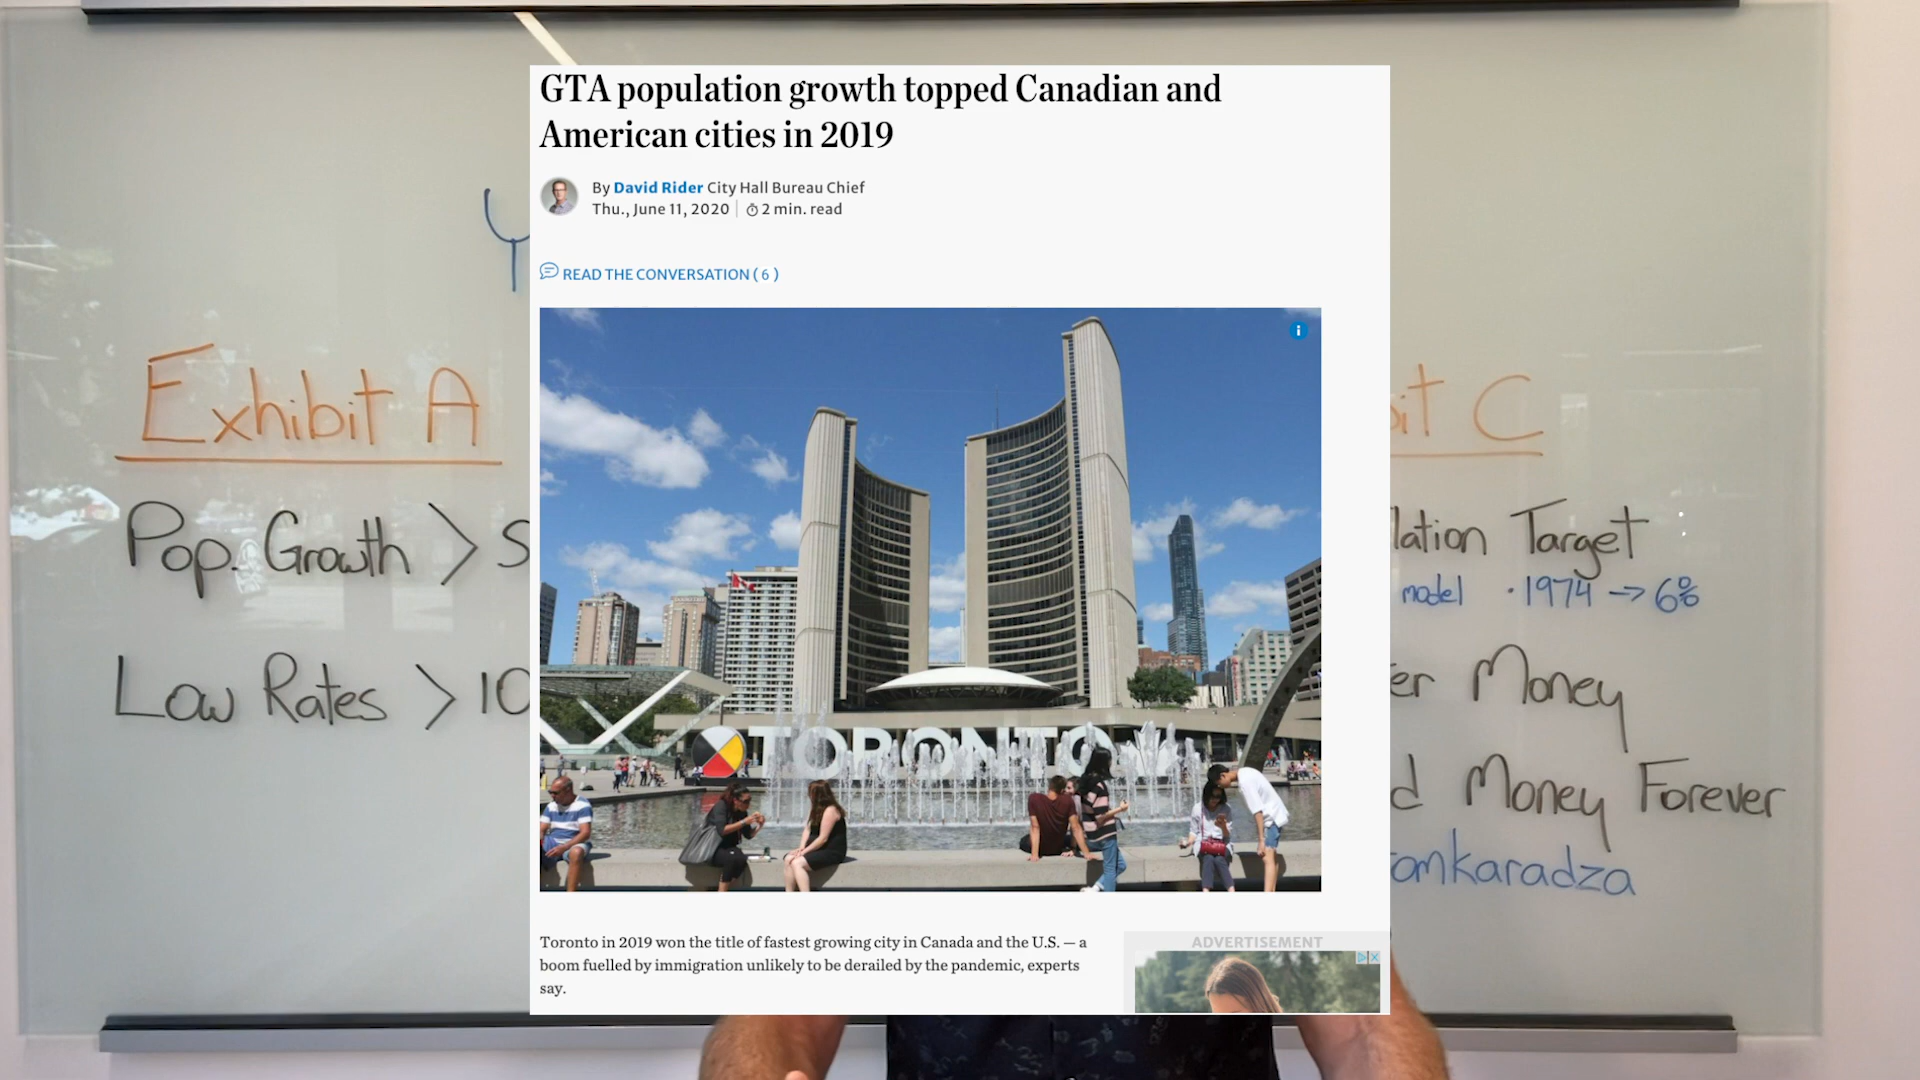 GTA population growth topped Canadian and
American cities in 2019
By David Rider City Hall Bureau Chief
Thu., June 11, 2020 | 2 min. read
READ THE CONVERSATION ( 6 )
TORONTO
Toronto in 2019 won the title of fastest growing city in Canada and the U.S. — a
boom fuelled by immigration unlikely to be derailed by the pandemic, experts
say.
ADVERTISEMENT
Exhibit A
Pop. Growth > S
Low Rates > 10
it C
lation Target
model · 1974 → 6%
er Money
d Money Forever
omkaradza